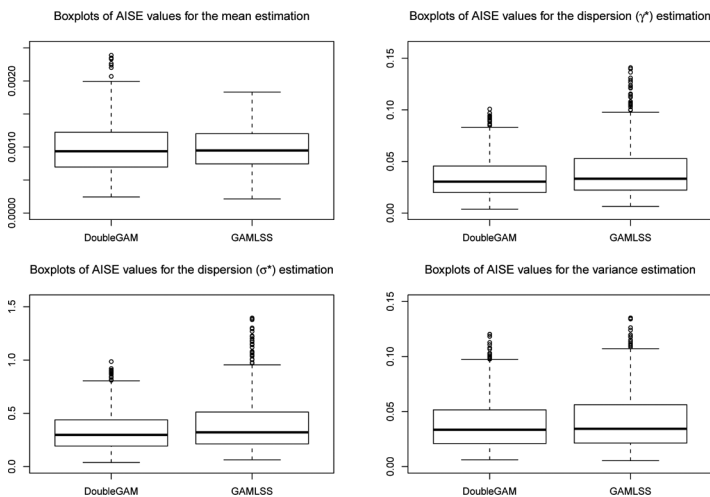 Boxplots of AISE values for the mean estimation
0.0020
0.0010
0.0000
DoubleGAM
GAMLSS
Boxplots of AISE values for the dispersion (γ*) estimation
0.15
0.10
0.05
0.00
DoubleGAM
GAMLSS
Boxplots of AISE values for the dispersion (σ*) estimation
1.5
1.0
0.5
0.0
DoubleGAM
GAMLSS
Boxplots of AISE values for the variance estimation
0.15
0.10
0.05
0.00
DoubleGAM
GAMLSS